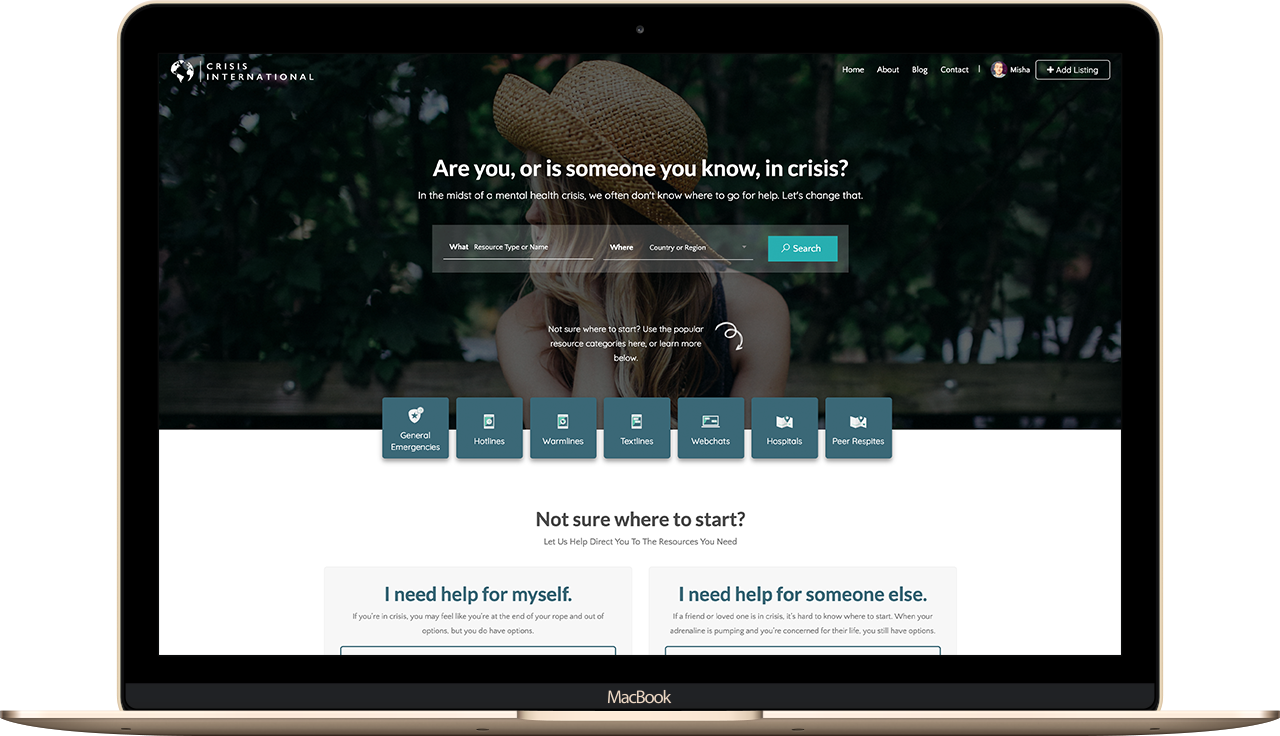 CRISIS
INTERNATIONAL
Home About Blog Contact | Misha + Add Listing
Are you, or is someone you know, in crisis?
In the midst of a mental health crisis, we often don't know where to go for help. Let's change that.
What Resource Type or Name Where Country or Region Search
Not sure where to start? Use the popular
resource categories here, or learn more
below.
General
Emergencies
Hotlines
Warmlines
Textlines
Webchats
Hospitals
Peer Respites
Not sure where to start?
Let Us Help Direct You To The Resources You Need
I need help for myself.
If you're in crisis, you may feel like you're at the end of your rope and out of
options, but you do have options.
I need help for someone else.
If a friend or loved one is in crisis, it's hard to know where to start. When your
adrenaline is pumping and you're concerned for their life, you still have options.
MacBook